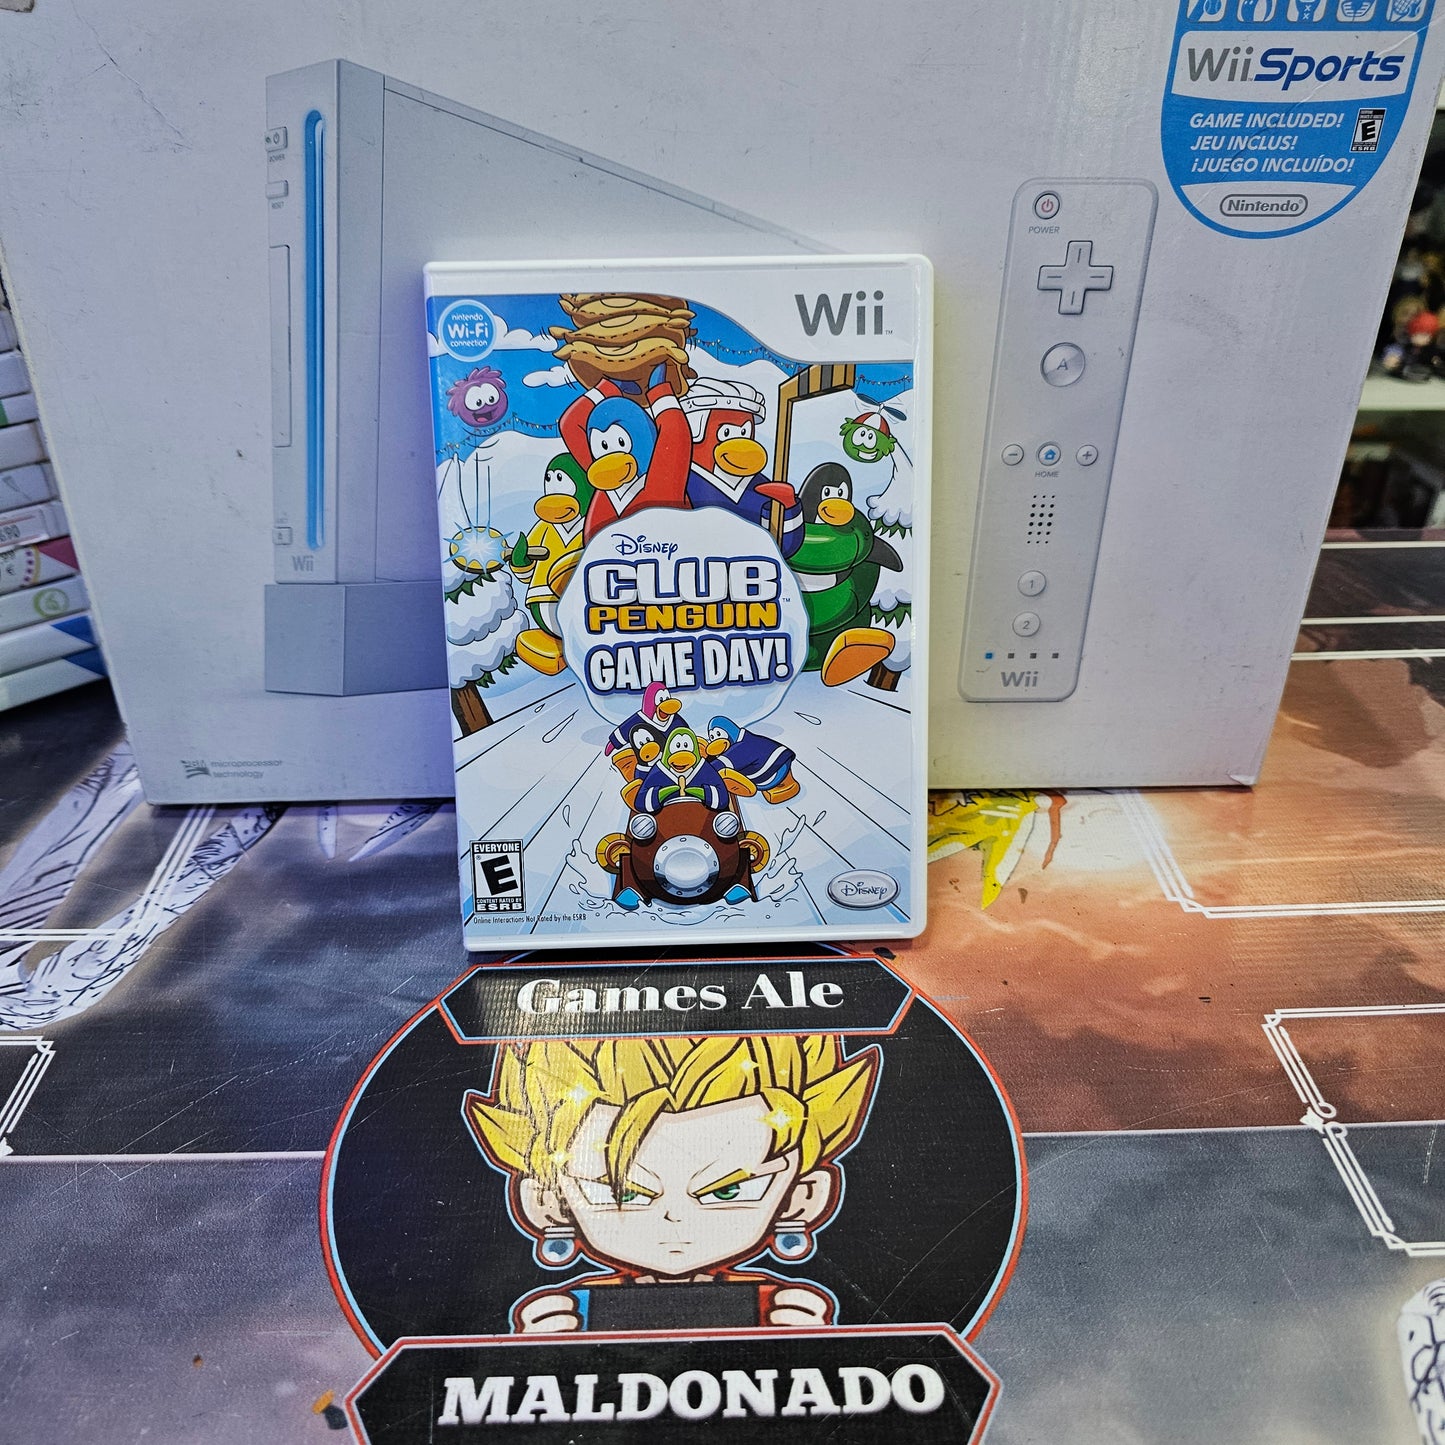 Wii Sports
GAME INCLUDED!
JEU INCLUS!
¡JUEGO INCLUÍDO!
EVERYONE
E
ESRB
Nintendo
POWER
RESET
Wii
microprocessor
technology
POWER
A
HOME
1
2
Wii
nintendo
Wi-Fi
connection
Wii
Disney
CLUB
PENGUIN
GAME DAY!
EVERYONE
E
CONTENT RATED BY
ESRB
Online Interactions Not Rated by the ESRB
Disney
Games Ale
MALDONADO